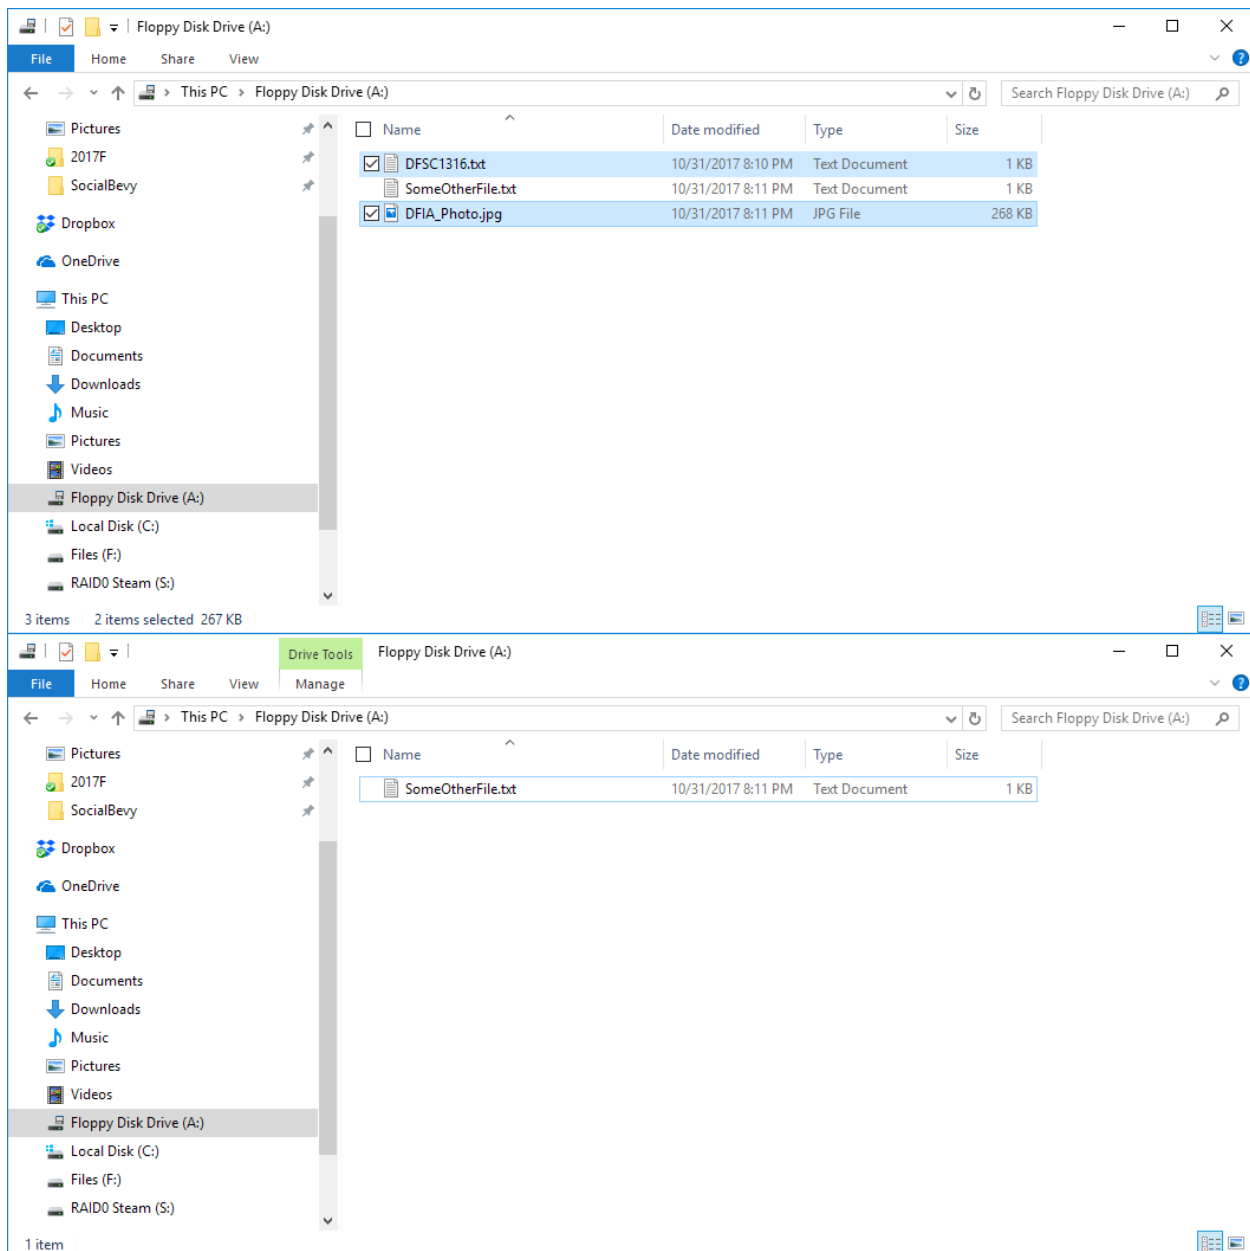 Floppy Disk Drive (A:)
File Home Share View
This PC > Floppy Disk Drive (A:) Search Floppy Disk Drive (A:)
Pictures
2017F
SocialBevy
Dropbox
OneDrive
This PC
Desktop
Documents
Downloads
Music
Pictures
Videos
Floppy Disk Drive (A:)
Local Disk (C:)
Files (F:)
RAID0 Steam (S:)
Name Date modified Type Size
DFSC1316.txt 10/31/2017 8:10 PM Text Document 1 KB
SomeOtherFile.txt 10/31/2017 8:11 PM Text Document 1 KB
DFIA_Photo.jpg 10/31/2017 8:11 PM JPG File 268 KB
3 items 2 items selected 267 KB
Drive Tools Floppy Disk Drive (A:)
File Home Share View Manage
This PC > Floppy Disk Drive (A:) Search Floppy Disk Drive (A:)
Pictures
2017F
SocialBevy
Dropbox
OneDrive
This PC
Desktop
Documents
Downloads
Music
Pictures
Videos
Floppy Disk Drive (A:)
Local Disk (C:)
Files (F:)
RAID0 Steam (S:)
Name Date modified Type Size
SomeOtherFile.txt 10/31/2017 8:11 PM Text Document 1 KB
1 item